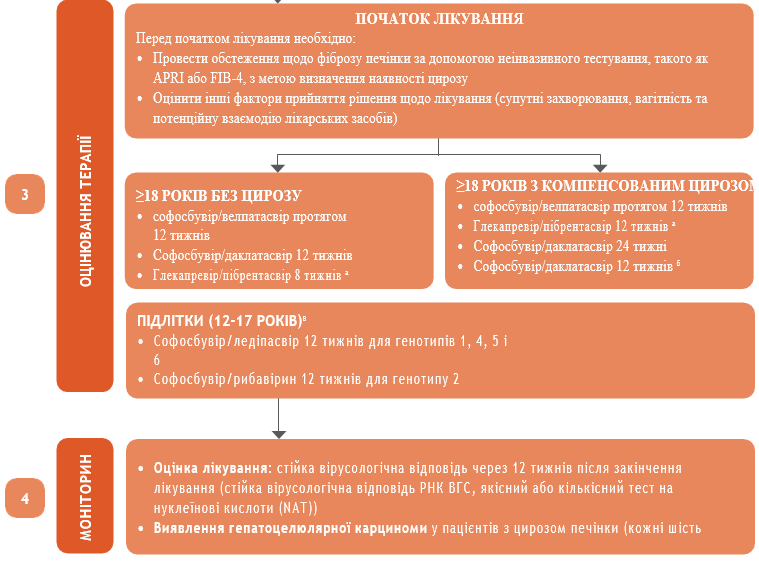 3
ОЦІНЮВАННЯ ТЕРАПІЇ
ПОЧАТОК ЛІКУВАННЯ
Перед початком лікування необхідно:
• Провести обстеження щодо фіброзу печінки за допомогою неінвазивного тестування, такого як
APRI або FIB-4, з метою визначення наявності цирозу
• Оцінити інші фактори прийняття рішення щодо лікування (супутні захворювання, вагітність та
потенційну взаємодію лікарських засобів)
≥18 РОКІВ БЕЗ ЦИРОЗУ
• софосбувір/велпатасвір протягом
12 тижнів
• Софосбувір/даклатасвір 12 тижнів
• Глекапревір/пібрентасвір 8 тижнів ª
≥18 РОКІВ З КОМПЕНСОВАНИМ ЦИРОЗОМ
• софосбувір/велпатасвір протягом 12 тижнів
• Глекапревір/пібрентасвір 12 тижнів ª
• Софосбувір/даклатасвір 24 тижні
• Софосбувір/даклатасвір 12 тижнів б
ПІДЛІТКИ (12-17 РОКІВ)в
• Софосбувір/ледіпасвір 12 тижнів для генотипів 1, 4, 5 і
6
• Софосбувір/рибавірин 12 тижнів для генотипу 2
4
МОНІТОРИН
• Оцінка лікування: стійка вірусологічна відповідь через 12 тижнів після закінчення
лікування (стійка вірусологічна відповідь РНК ВГС, якісний або кількісний тест на
нуклеїнові кислоти (NAT))
• Виявлення гепатоцелюлярної карциноми у пацієнтів з цирозом печінки (кожні шість